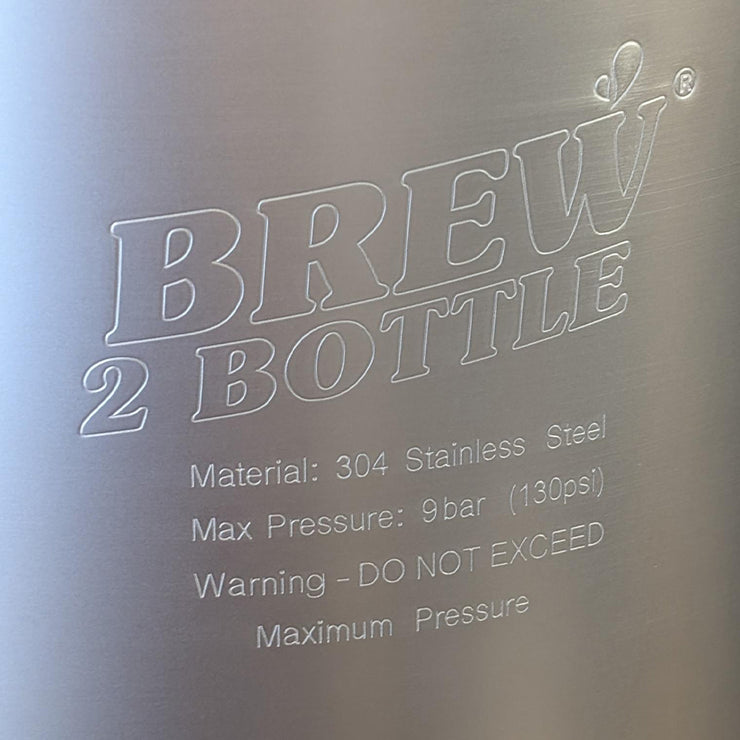 BREW®
2 BOTTLE
Material: 304 Stainless Steel
Max Pressure: 9bar (130psi)
Warning - DO NOT EXCEED
Maximum Pressure